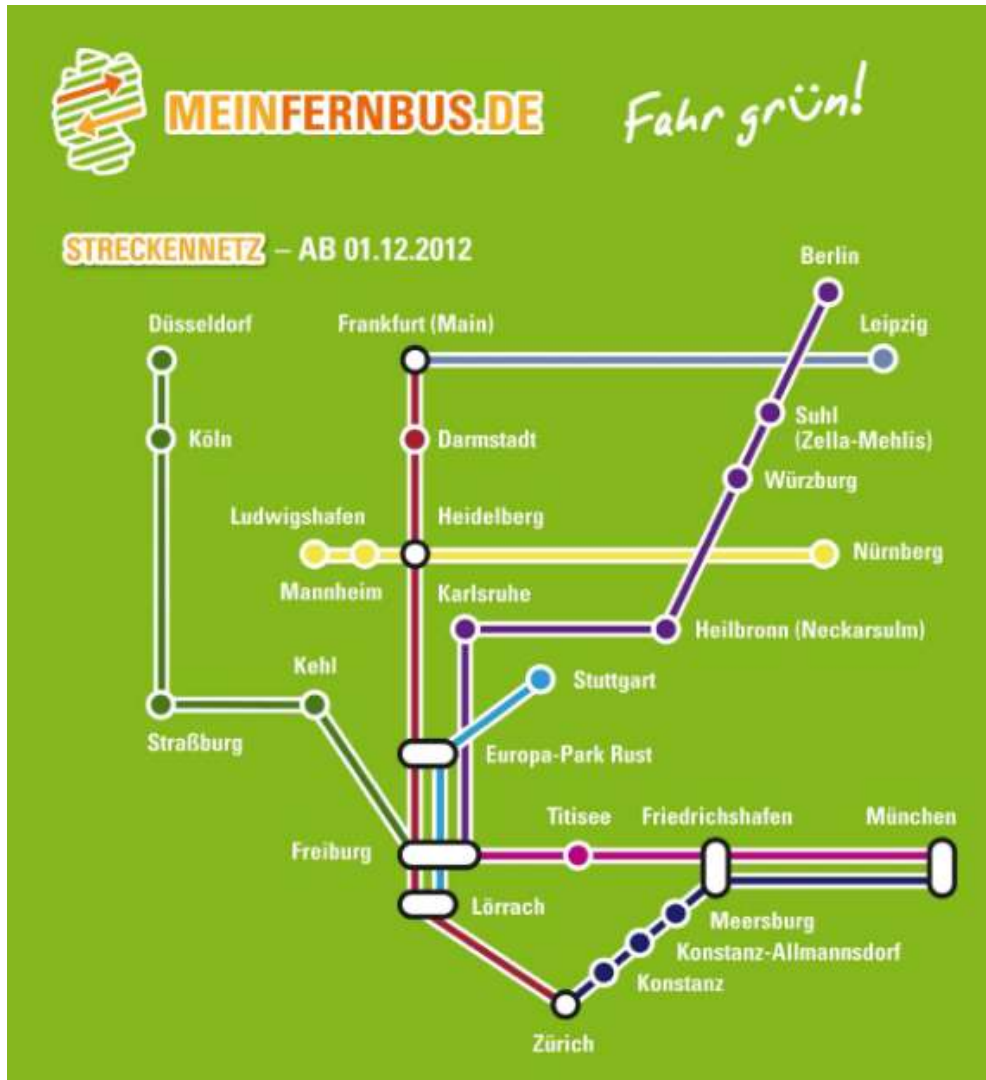 MEINFERNBUS.DE
Fahr grün!
STRECKENNETZ – AB 01.12.2012
Berlin
Düsseldorf
Frankfurt (Main)
Leipzig
Köln
Darmstadt
Suhl
(Zella-Mehlis)
Würzburg
Ludwigshafen
Heidelberg
Nürnberg
Mannheim
Karlsruhe
Heilbronn (Neckarsulm)
Kehl
Stuttgart
Straßburg
Europa-Park Rust
Titisee
Friedrichshafen
München
Freiburg
Lörrach
Meersburg
Konstanz-Allmannsdorf
Konstanz
Zürich